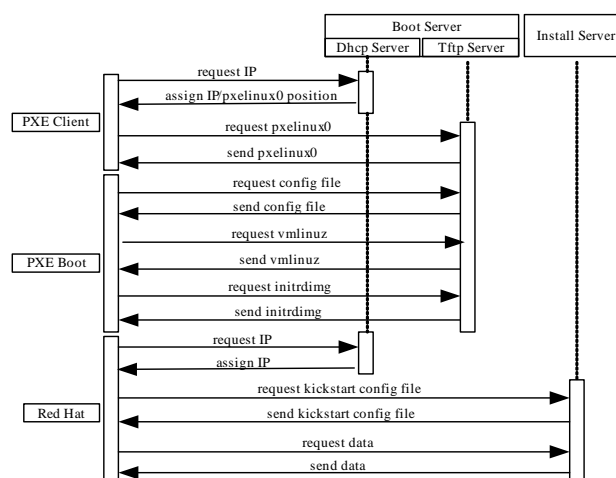 Boot Server
Dhcp Server
Tftp Server
Install Server
request IP
assign IP/pxelinux0 position
PXE Client
request pxelinux0
send pxelinux0
request config file
send config file
request vmlinuz
PXE Boot
send vmlinuz
request initrdimg
send initrdimg
request IP
assign IP
request kickstart config file
Red Hat
send kickstart config file
request data
send data